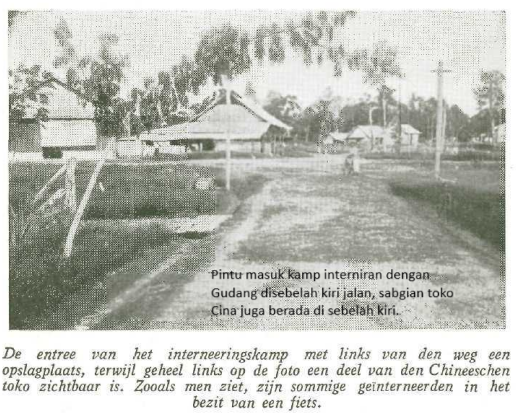 Pintu masuk kamp interniran dengan
Gudang disebelah kiri jalan, sabgian toko
Cina juga berada di sebelah kiri.
De entree van het interneeringskamp met links van den weg een
opslagplaats, terwijl geheel links op de foto een deel van den Chineeschen
toko zichtbaar is. Zooals men ziet, zijn sommige geïnterneerden in het
bezit van een fiets.